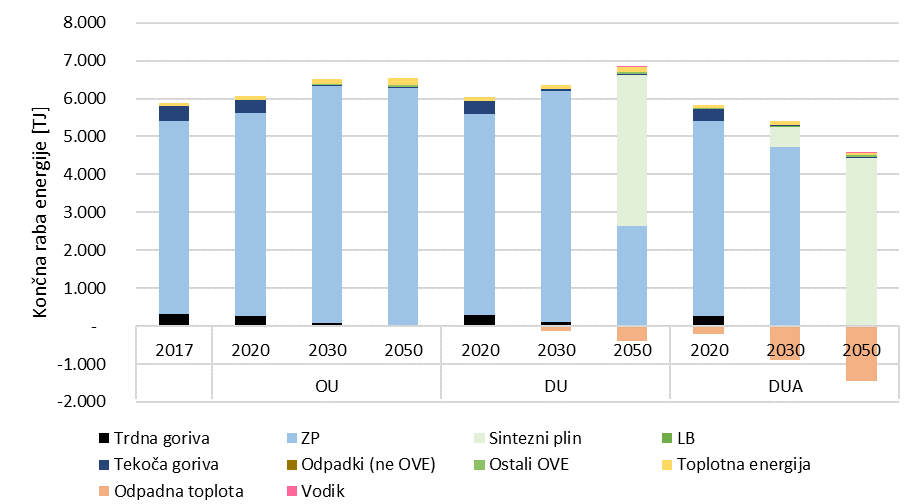 Končna raba energije [TJ]
8.000
7.000
6.000
5.000
4.000
3.000
2.000
1.000
-
-1.000
-2.000
2017 2020 2030 2050 2020 2030 2050 2020 2030 2050
OU DU DUA
Trdna goriva ZP Sintezni plin LB
Tekoča goriva Odpadki (ne OVE) Ostali OVE Toplotna energija
Odpadna toplota Vodik